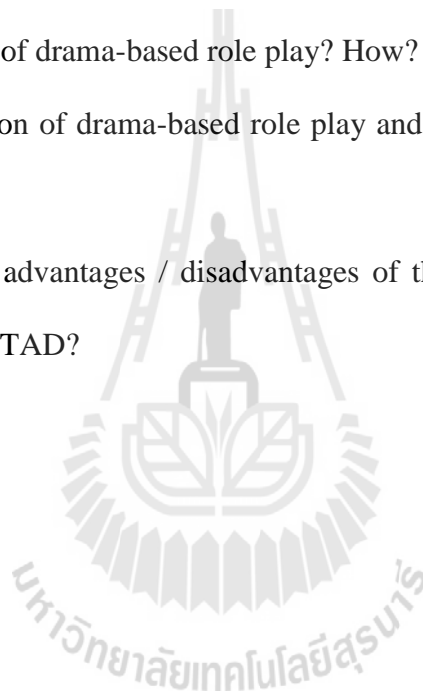 of drama-based role play? How?
on of drama-based role play and
advantages / disadvantages of t
TAD?
มหาวิทยาลัยเทคโนโลยีสุรนารี